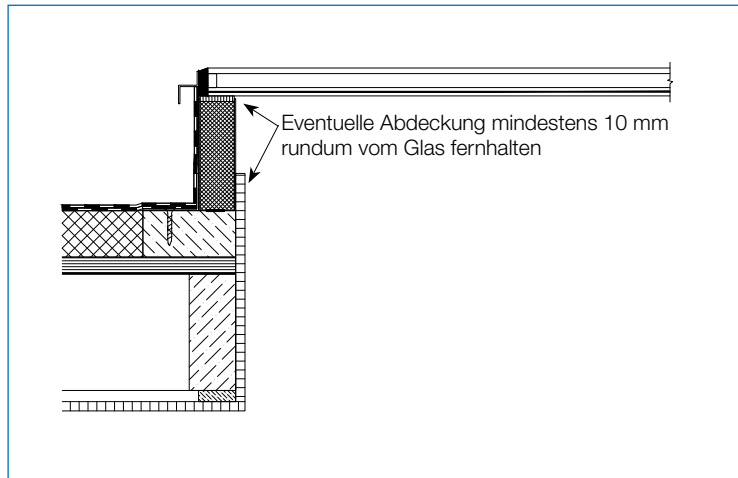 Eventuelle Abdeckung mindestens 10 mm
rundum vom Glas fernhalten